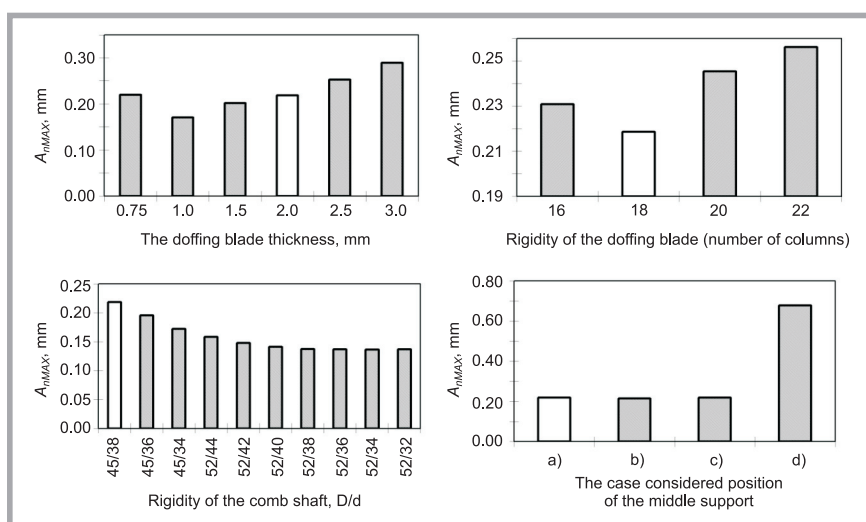 0.30
0.20
0.10
0.00
AnMAX, mm
0.75 1.0 1.5 2.0 2.5 3.0
The doffing blade thickness, mm
0.25
0.23
0.21
0.19
AnMAX, mm
16 18 20 22
Rigidity of the doffing blade (number of columns)
0.25
0.20
0.15
0.10
0.05
0.00
AnMAX, mm
45/38 45/36 45/34 52/44 52/42 52/40 52/38 52/36 52/34 52/32
Rigidity of the comb shaft, D/d
0.80
0.60
0.40
0.20
0.00
AnMAX, mm
a) b) c) d)
The case considered position
of the middle support